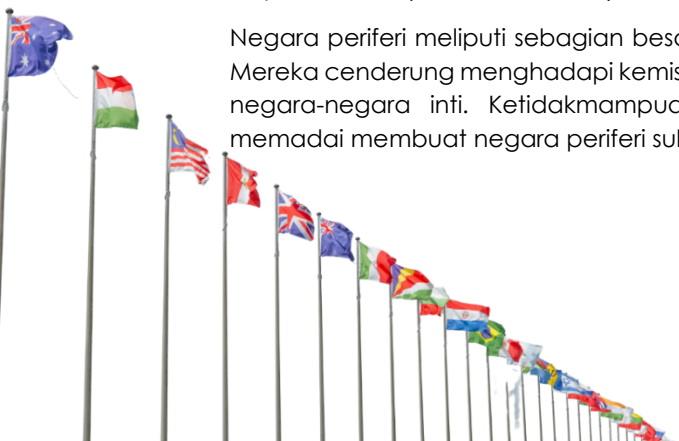 Negara periferi meliputi sebagian
Mereka cenderung menghadapi
negara-negara inti.
memadai membuat negara periferi